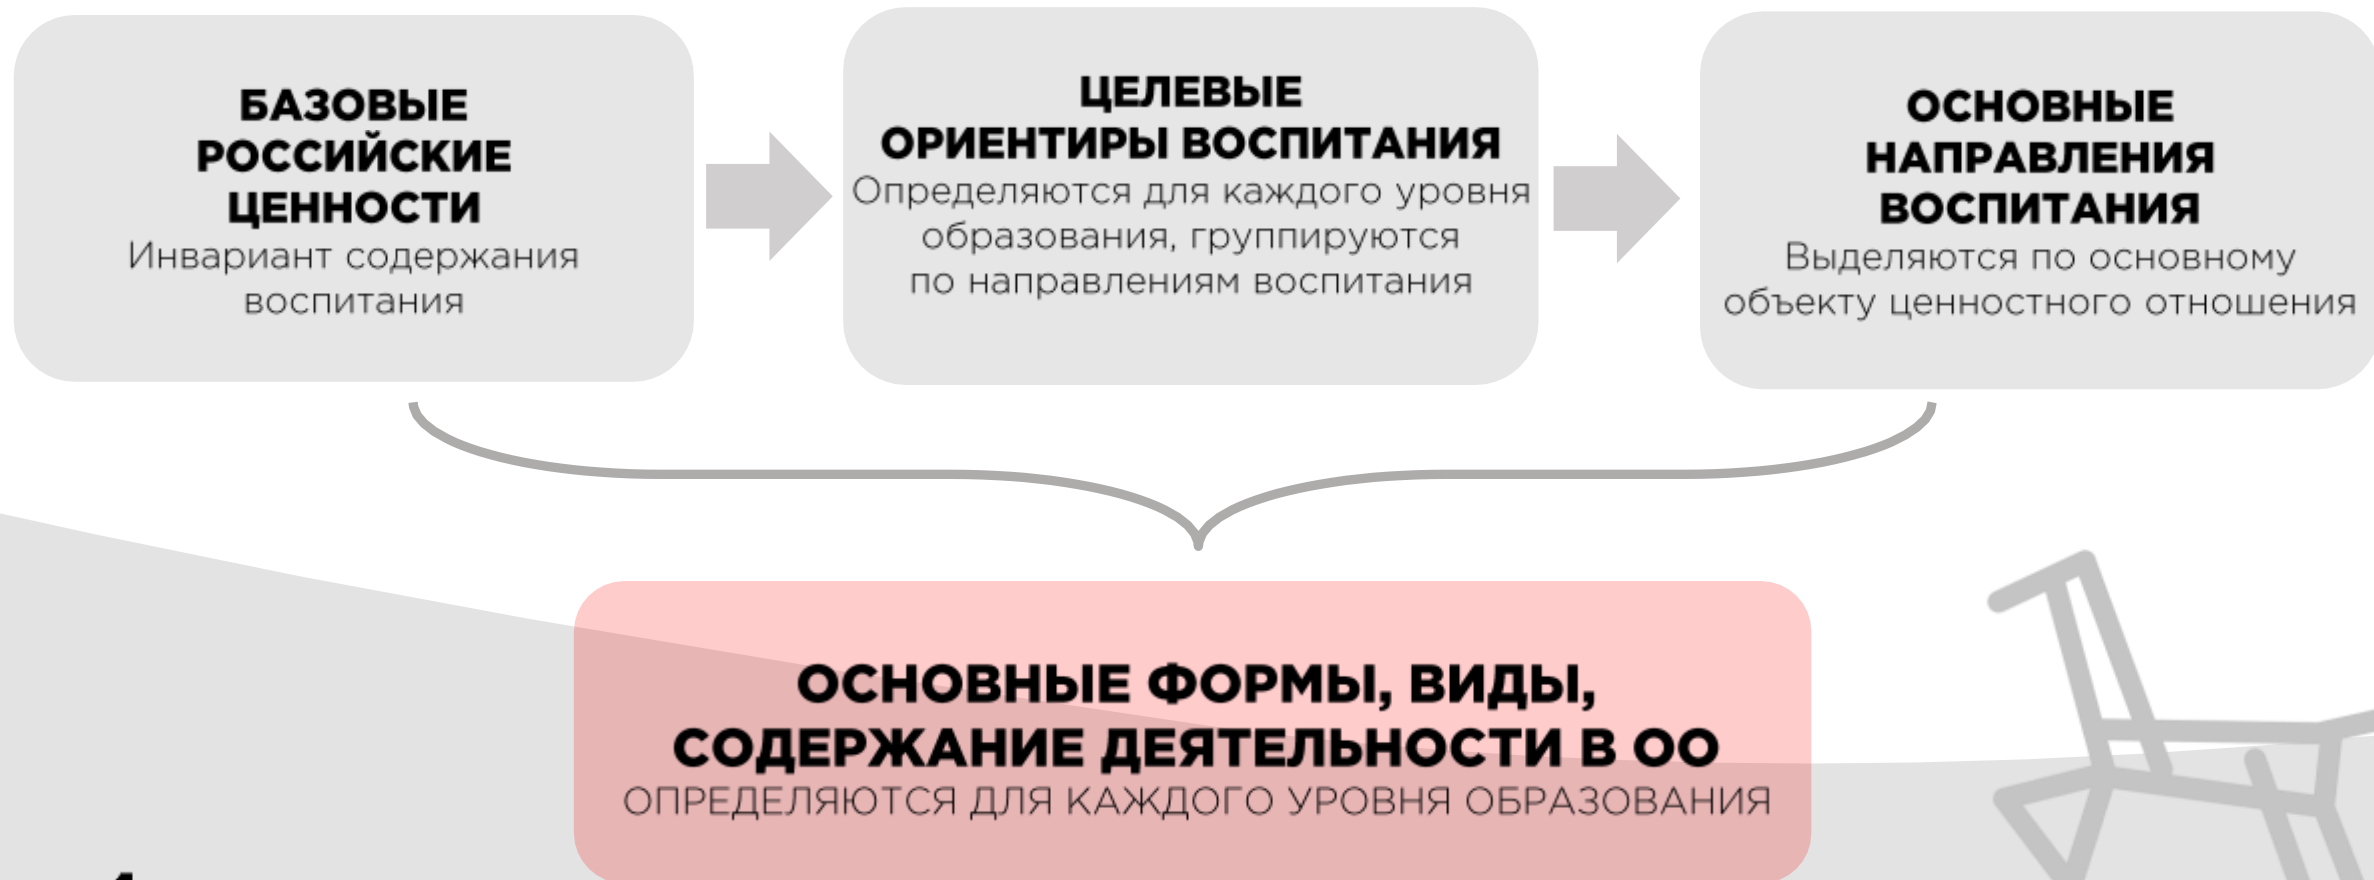 БАЗОВЫЕ
РОССИЙСКИЕ
ЦЕННОСТИ
Инвариант содержания
воспитания
ЦЕЛЕВЫЕ
ОРИЕНТИРЫ ВОСПИТАНИЯ
Определяются для каждого уровня
образования, группируются
по направлениям воспитания
ОСНОВНЫЕ
НАПРАВЛЕНИЯ
ВОСПИТАНИЯ
Выделяются по основному
объекту ценностного отношения
ОСНОВНЫЕ ФОРМЫ, ВИДЫ,
СОДЕРЖАНИЕ ДЕЯТЕЛЬНОСТИ В ОО
ОПРЕДЕЛЯЮТСЯ ДЛЯ КАЖДОГО УРОВНЯ ОБРАЗОВАНИЯ